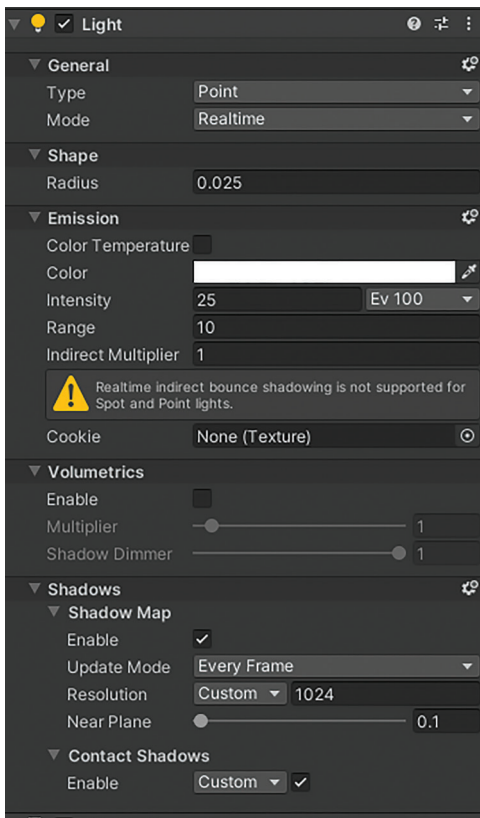 Light
General
Type Point
Mode Realtime
Shape
Radius 0.025
Emission
Color Temperature
Color
Intensity 25 Ev 100
Range 10
Indirect Multiplier 1
Realtime indirect bounce shadowing is not supported for
Spot and Point lights.
Cookie None (Texture)
Volumetrics
Enable
Multiplier 1
Shadow Dimmer 1
Shadows
Shadow Map
Enable
Update Mode Every Frame
Resolution Custom 1024
Near Plane 0.1
Contact Shadows
Enable Custom